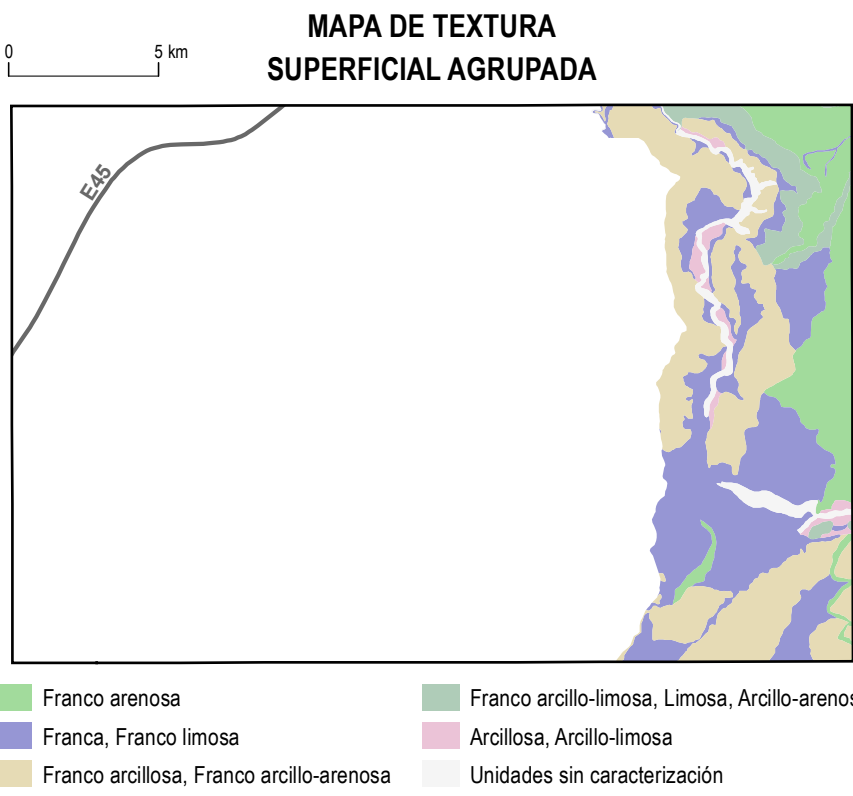 MAPA DE TEXTURA
SUPERFICIAL AGRUPADA
0 5 km
E45
Franco arenosa
Franca, Franco limosa
Franco arcillosa, Franco arcillo-arenosa
Franco arcillo-limosa, Limosa, Arcillo-arenos
Arcillosa, Arcillo-limosa
Unidades sin caracterización